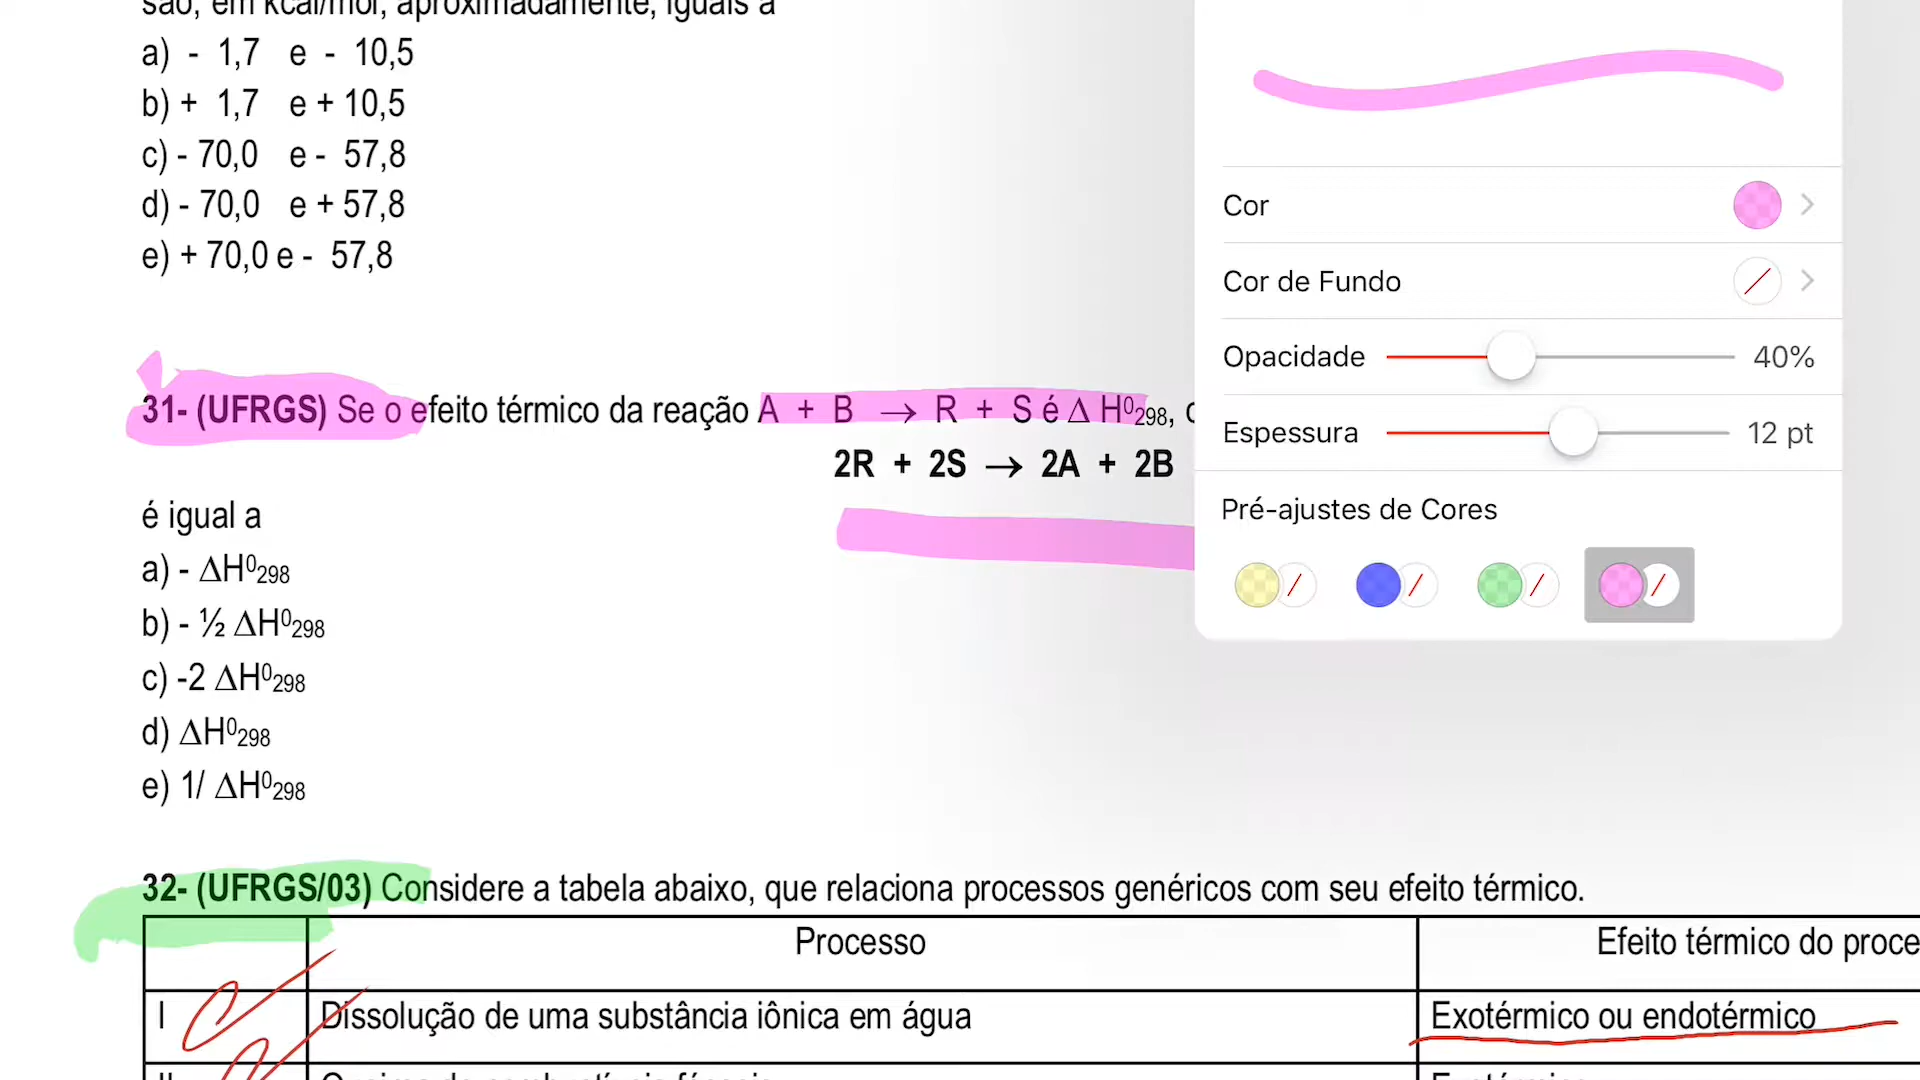 são, em kcal/mol, aproximadamente, iguais a
a) - 1,7 e - 10,5
b) + 1,7 e + 10,5
c) - 70,0 e - 57,8
d) - 70,0 e + 57,8
e) + 70,0 e - 57,8
31- (UFRGS) Se o efeito térmico da reação A + B → R + S é Δ H⁰₂₉₈,
2R + 2S → 2A + 2B
é igual a
a) - ΔH⁰₂₉₈
b) - ½ ΔH⁰₂₉₈
c) -2 ΔH⁰₂₉₈
d) ΔH⁰₂₉₈
e) 1/ ΔH⁰₂₉₈
32- (UFRGS/03) Considere a tabela abaixo, que relaciona processos genéricos com seu efeito térmico.
Processo Efeito térmico do proce
I Dissolução de uma substância iônica em água Exotérmico ou endotérmico
Cor
Cor de Fundo
Opacidade 40%
Espessura 12 pt
Pré-ajustes de Cores